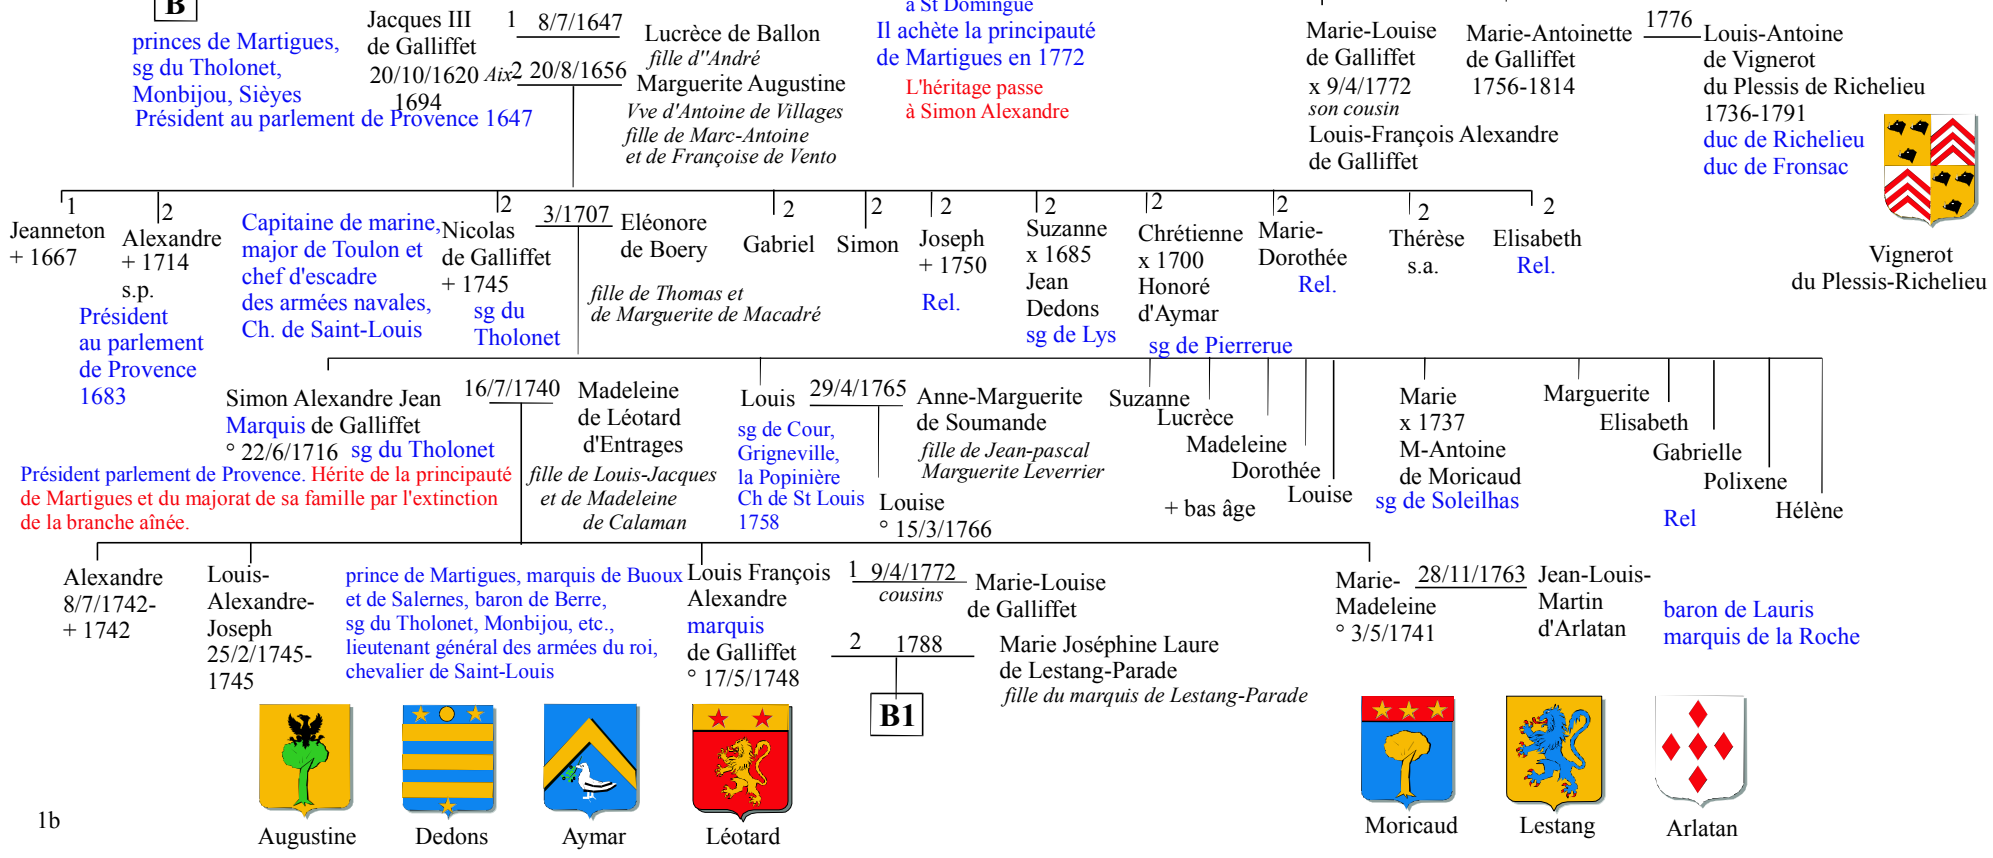 B
princes de Martigues,
sg du Tholonet,
Monbijou, Sièyes
Président au parlement de Provence 1647
Jacques III
de Galliffet
20/10/1620 Aix
1694
1 8/7/1647
2 20/8/1656
Lucrèce de Ballon
fille d''André
Marguerite Augustine
Vve d'Antoine de Villages
fille de Marc-Antoine
et de Françoise de Vento
à St Domingue
Il achète la principauté
de Martigues en 1772
L'héritage passe
à Simon Alexandre
Marie-Louise
de Galliffet
x 9/4/1772
son cousin
Louis-François Alexandre
de Galliffet
Marie-Antoinette
de Galliffet
1756-1814
1776
Louis-Antoine
de Vignerot
du Plessis de Richelieu
1736-1791
duc de Richelieu
duc de Fronsac
Vignerot
du Plessis-Richelieu
1
Jeanneton
+ 1667
2
Alexandre
+ 1714
s.p.
Président
au parlement
de Provence
1683
Capitaine de marine,
major de Toulon et
chef d'escadre
des armées navales,
Ch. de Saint-Louis
2
Nicolas
de Galliffet
+ 1745
sg du
Tholonet
3/1707
Eléonore
de Boery
fille de Thomas et
de Marguerite de Macadré
2
Gabriel
2
Simon
2
Joseph
+ 1750
Rel.
2
Suzanne
x 1685
Jean
Dedons
sg de Lys
2
Chrétienne
x 1700
Honoré
d'Aymar
sg de Pierrerue
2
Marie-
Dorothée
Rel.
2
Thérèse
s.a.
2
Elisabeth
Rel.
Simon Alexandre Jean
Marquis de Galliffet
° 22/6/1716 sg du Tholonet
Président parlement de Provence. Hérite de la principauté
de Martigues et du majorat de sa famille par l'extinction
de la branche aînée.
16/7/1740
Madeleine
de Léotard
d'Entrages
fille de Louis-Jacques
et de Madeleine
de Calaman
Louis
sg de Cour,
Grigneville,
la Popinière
Ch de St Louis
1758
29/4/1765
Anne-Marguerite
de Soumande
fille de Jean-pascal
Marguerite Leverrier
Louise
° 15/3/1766
Suzanne
Lucrèce
Madeleine
Dorothée
Louise
+ bas âge
Marie
x 1737
M-Antoine
de Moricaud
sg de Soleilhas
Marguerite
Elisabeth
Gabrielle
Polixene
Hélène
Rel
Alexandre
8/7/1742-
+ 1742
Louis-
Alexandre-
Joseph
25/2/1745-
1745
prince de Martigues, marquis de Buoux
et de Salernes, baron de Berre,
sg du Tholonet, Monbijou, etc.,
lieutenant général des armées du roi,
chevalier de Saint-Louis
Louis François
Alexandre
marquis
de Galliffet
° 17/5/1748
1 9/4/1772
cousins
Marie-Louise
de Galliffet
2 1788
Marie Joséphine Laure
de Lestang-Parade
fille du marquis de Lestang-Parade
B1
Marie-
Madeleine
° 3/5/1741
28/11/1763
Jean-Louis-
Martin
d'Arlatan
baron de Lauris
marquis de la Roche
Augustine
Dedons
Aymar
Léotard
Moricaud
Lestang
Arlatan
1b